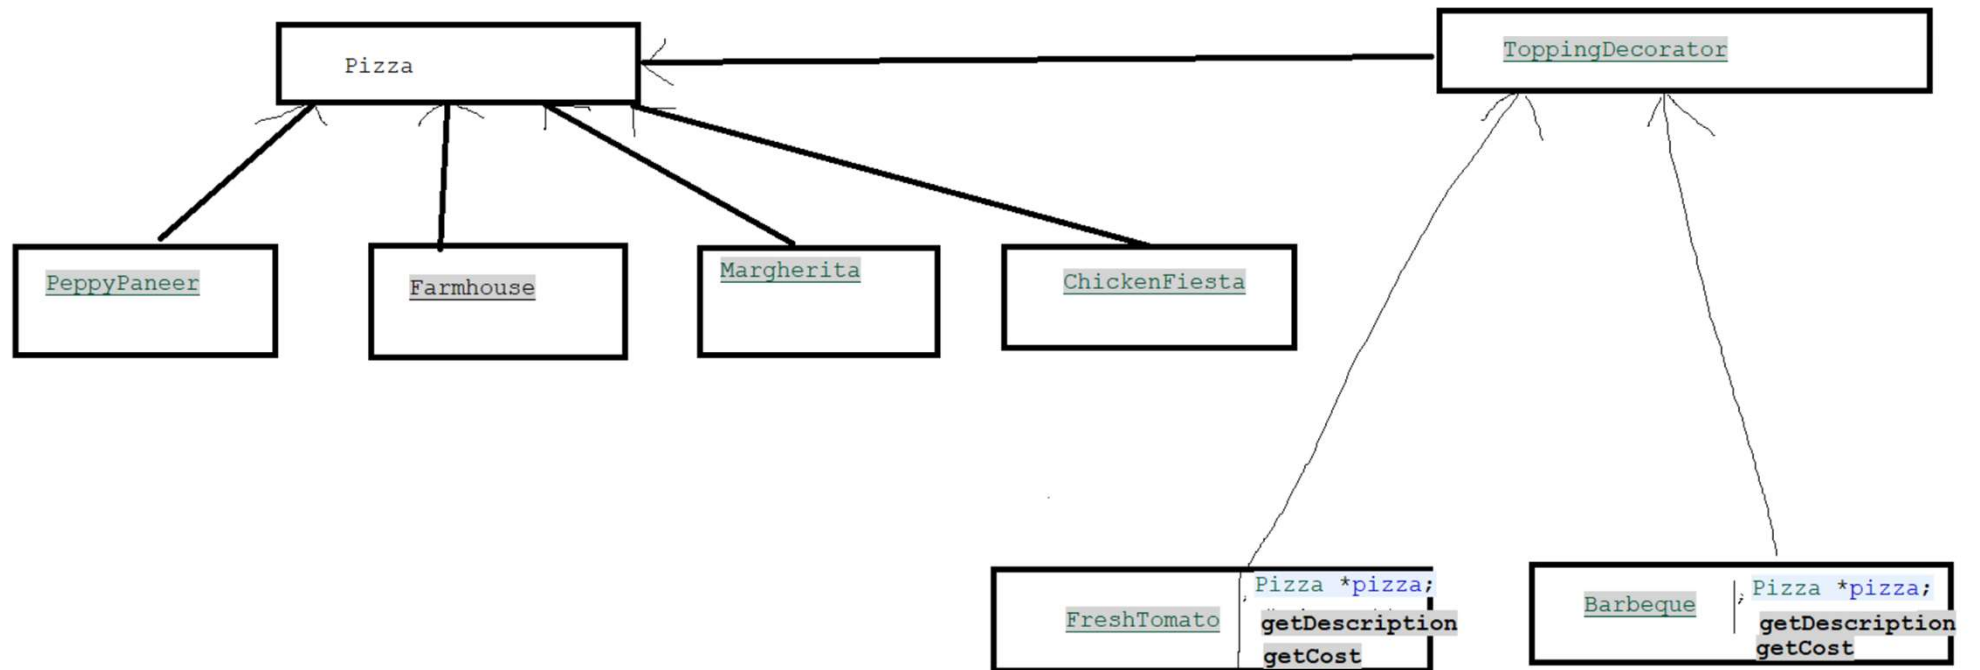 Pizza
ToppingDecorator
PeppyPaneer
Farmhouse
Margherita
ChickenFiesta
FreshTomato
Pizza *pizza;
getDescription
getCost
Barbeque
; Pizza *pizza;
getDescription
getCost